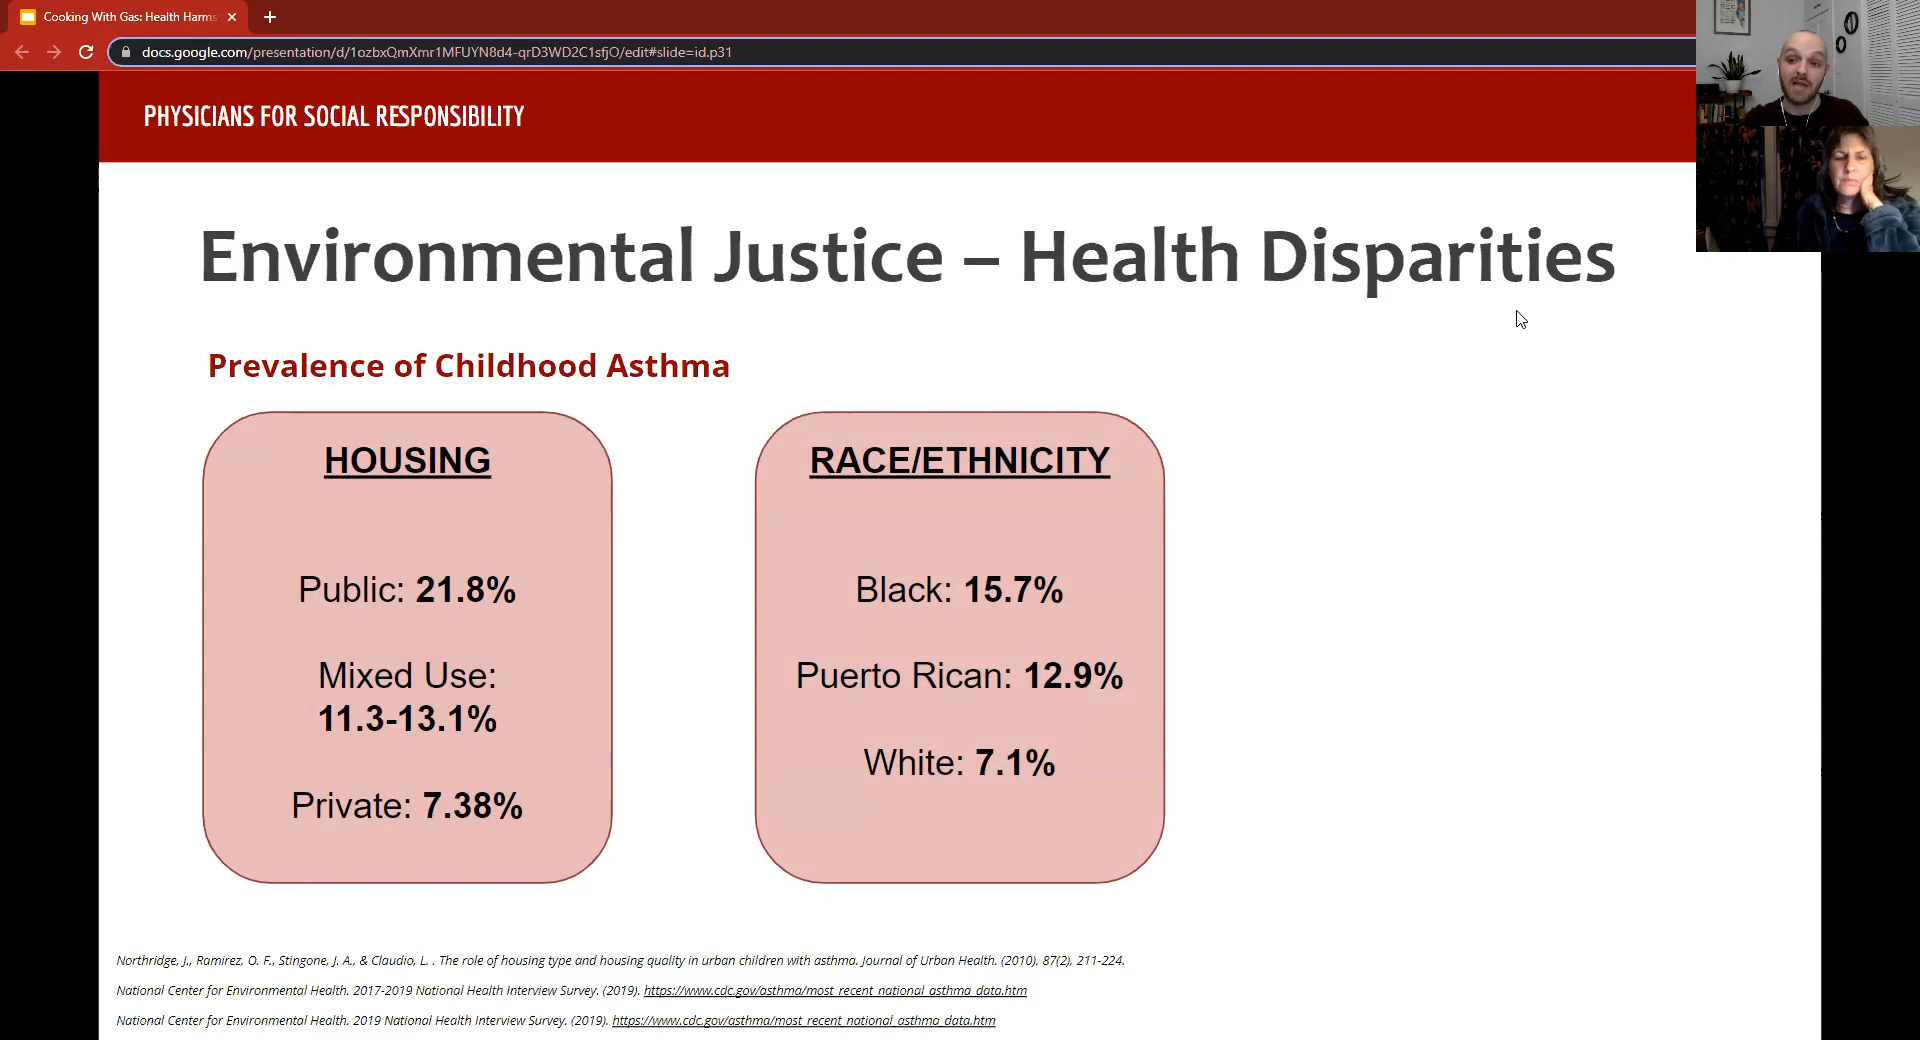 Cooking With Gas: Health Harms
docs.google.com/presentation/d/1ozbxQmXmr1MFUYN8d4-qrD3WD2C1sfjO/edit#slide=id.p31
PHYSICIANS FOR SOCIAL RESPONSIBILITY
Environmental Justice – Health Disparities
Prevalence of Childhood Asthma
HOUSING
Public: 21.8%
Mixed Use:
11.3-13.1%
Private: 7.38%
RACE/ETHNICITY
Black: 15.7%
Puerto Rican: 12.9%
White: 7.1%
Northridge, J., Ramirez, O. F., Stingone, J. A., & Claudio, L. . The role of housing type and housing quality in urban children with asthma. Journal of Urban Health. (2010). 87(2), 211-224.
National Center for Environmental Health. 2017-2019 National Health Interview Survey. (2019). https://www.cdc.gov/asthma/most_recent_national_asthma_data.htm
National Center for Environmental Health. 2019 National Health Interview Survey. (2019). https://www.cdc.gov/asthma/most_recent_national_asthma_data.htm